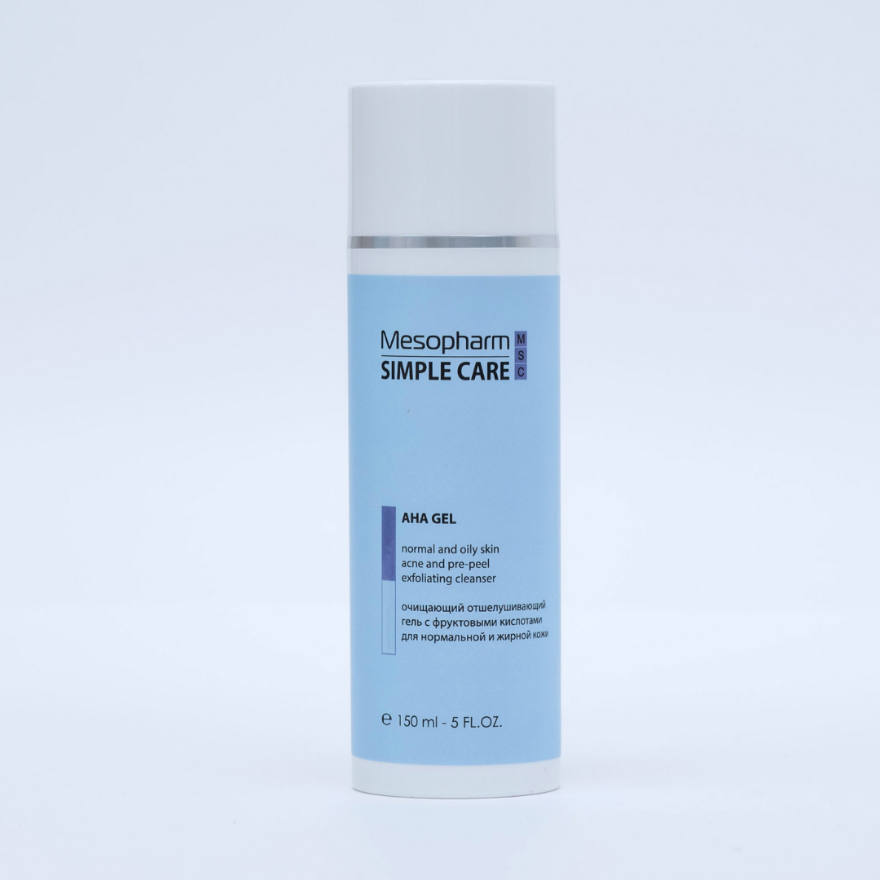 Mesopharm
SIMPLE CARE
M
S
C
AHA GEL
normal and oily skin
acne and pre-peel
exfoliating cleanser
очищающий отшелушивающий
гель с фруктовыми кислотами
для нормальной и жирной кожи
℮ 150 ml - 5 FL.OZ.